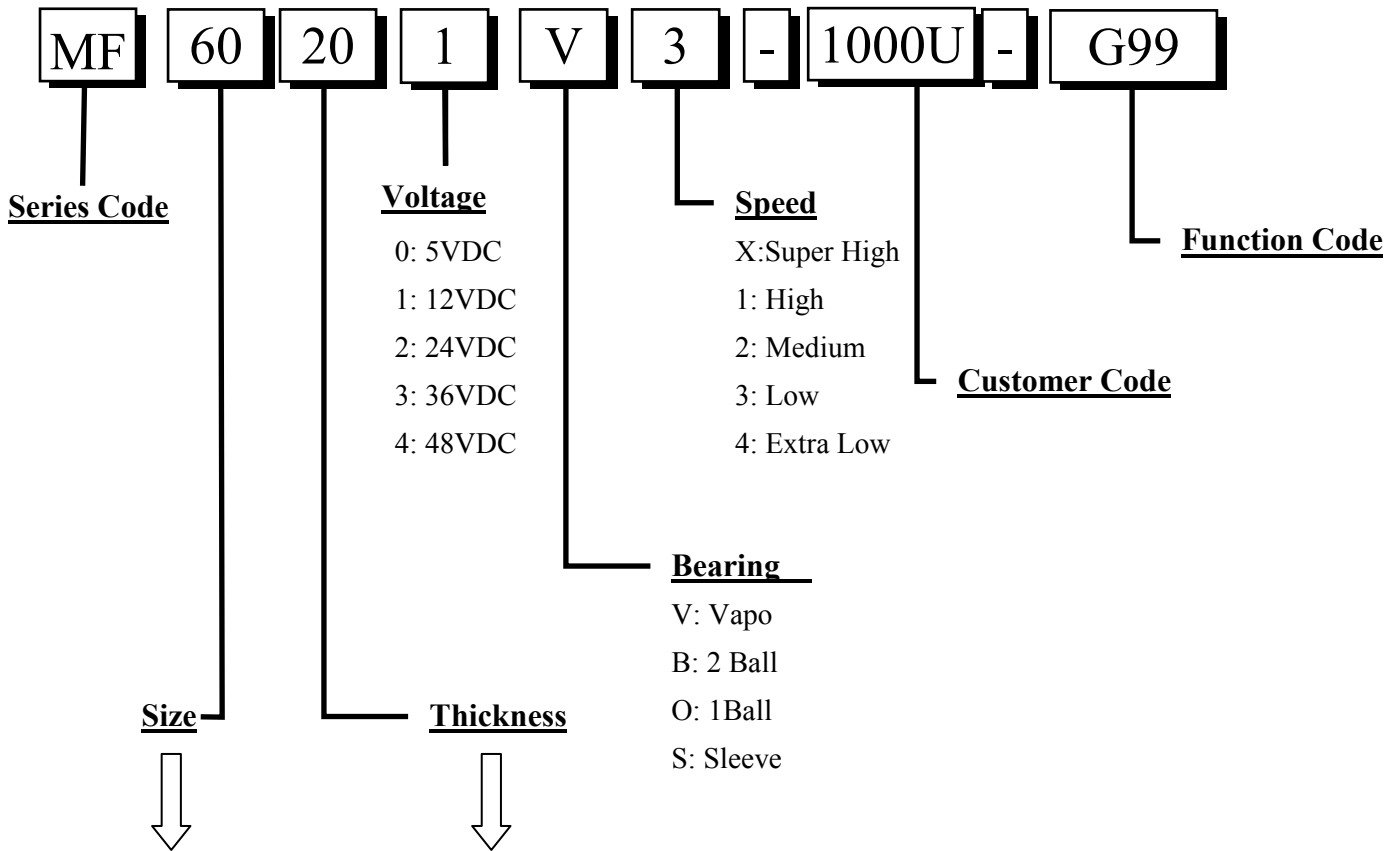 MF 60 20 1 V 3 - 1000U - G99
Series Code
Voltage
0: 5VDC
1: 12VDC
2: 24VDC
3: 36VDC
4: 48VDC
Speed
X:Super High
1: High
2: Medium
3: Low
4: Extra Low
Function Code
Customer Code
Bearing
V: Vapo
B: 2 Ball
O: 1Ball
S: Sleeve
Size
Thickness